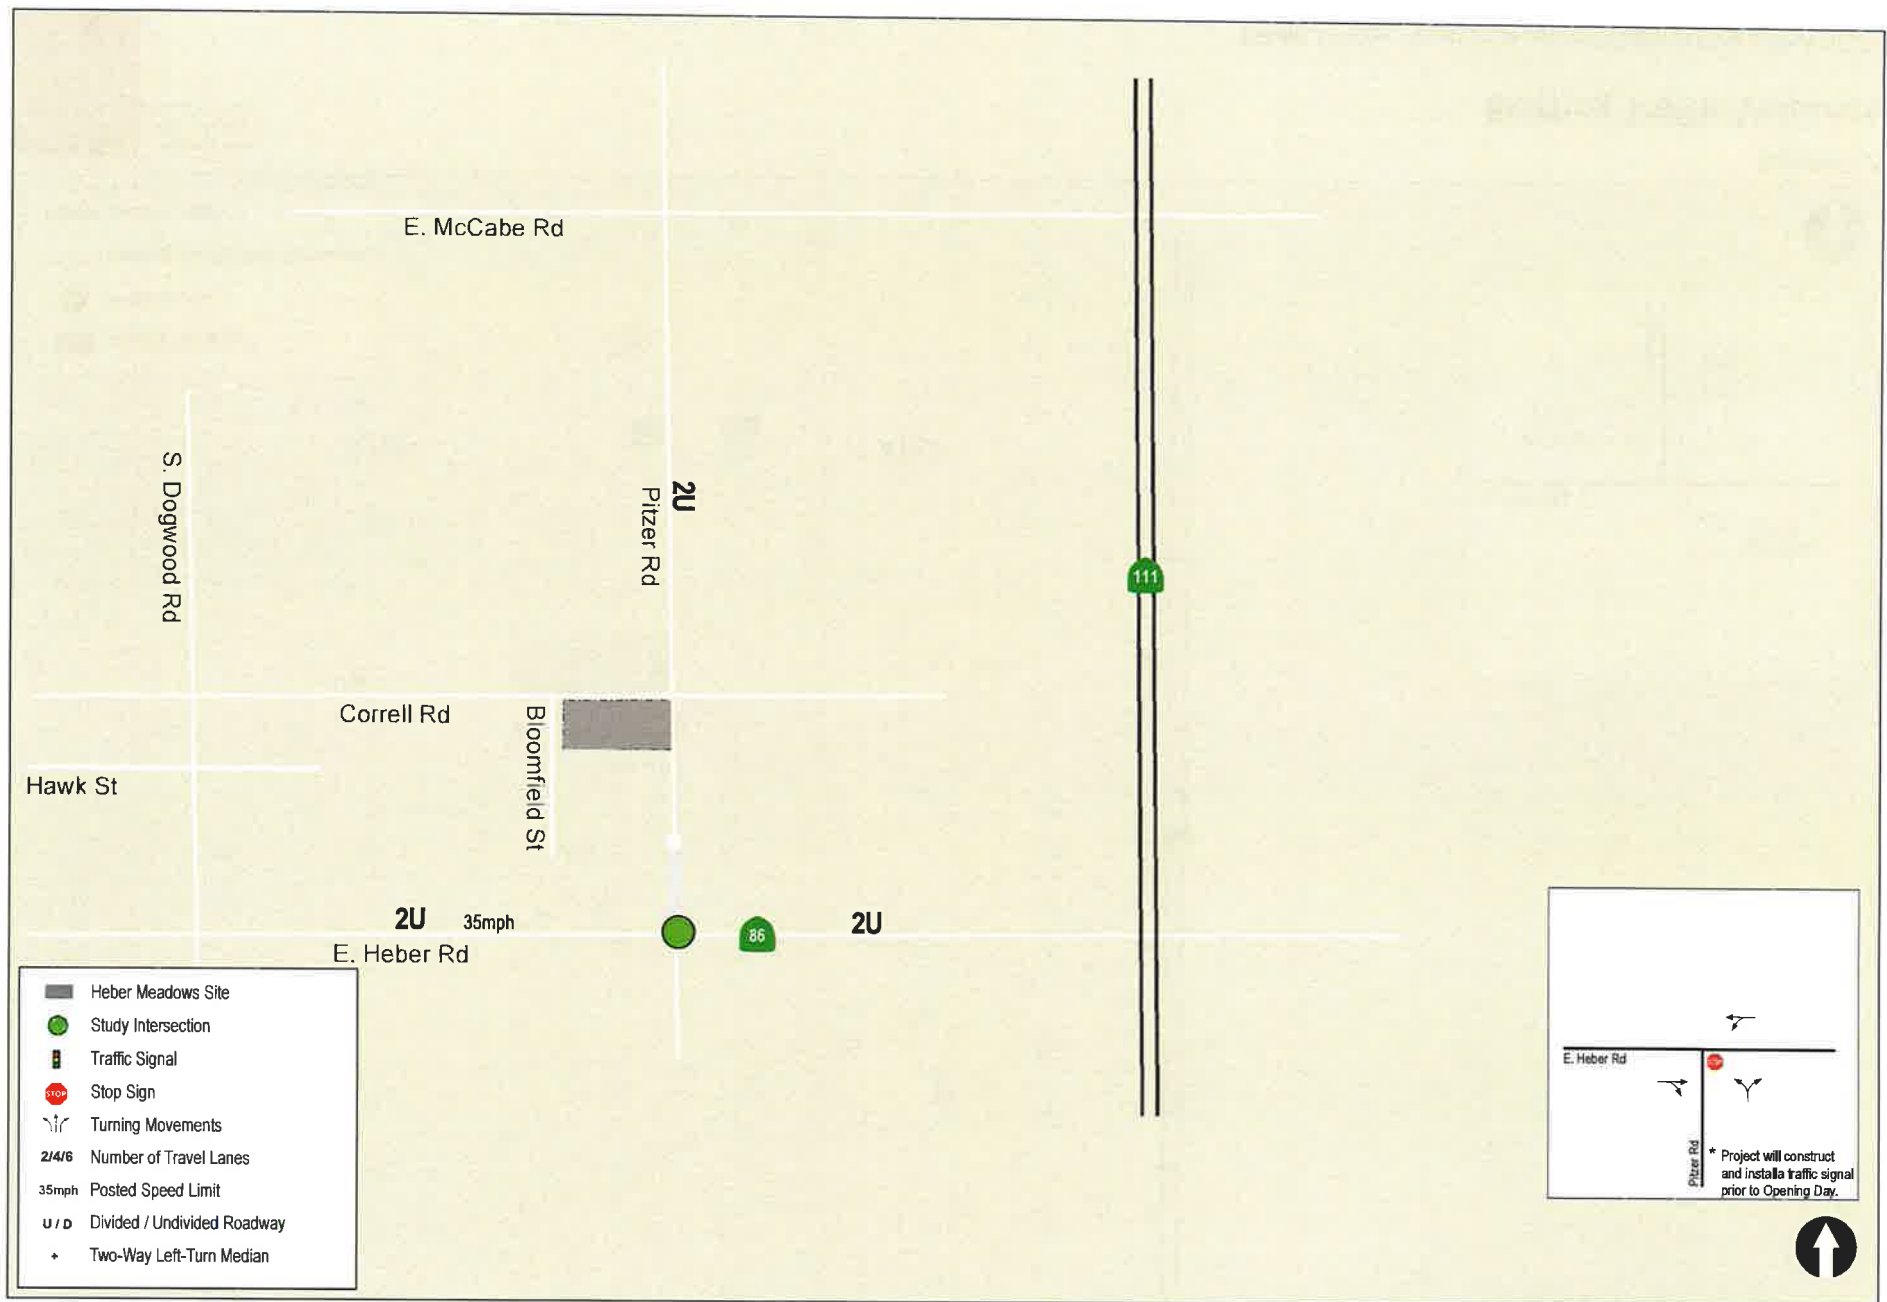 E. McCabe Rd
S. Dogwood Rd
Pitzer Rd
2U
111
Correll Rd
Bloomfield St
Hawk St
2U 35mph
E. Heber Rd
86
2U
Heber Meadows Site
Study Intersection
Traffic Signal
STOP Stop Sign
Turning Movements
2/4/6 Number of Travel Lanes
35mph Posted Speed Limit
U / D Divided / Undivided Roadway
+ Two-Way Left-Turn Median
E. Heber Rd
STOP
Pitzer Rd
* Project will construct
and installa traffic signal
prior to Opening Day.